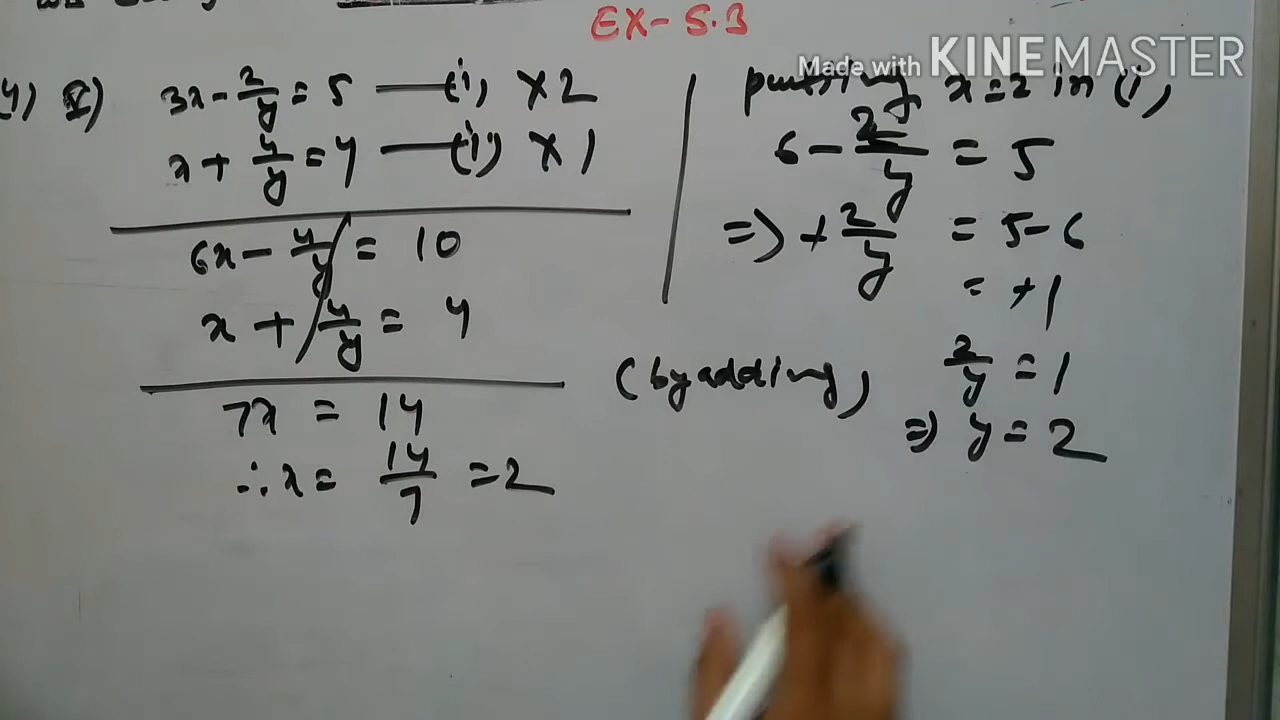 EX-5.3
Made with KINEMASTER
4) I) 3x - 2/y = 5 — (i) × 2
x + 4/y = 4 — (ii) × 1
6x - 4/y = 10
x + 4/y = 4
7x = 14 (by adding)
∴ x = 14/7 = 2
putting x = 2 in (i)
6 - 2/y = 5
⇒ + 2/y = 5 - 6
= + 1
2/y = 1
⇒ y = 2